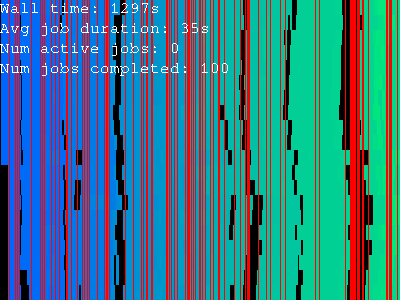 Wall time: 1297s
Avg job duration: 35s
Num active jobs: 0
Num jobs completed: 100